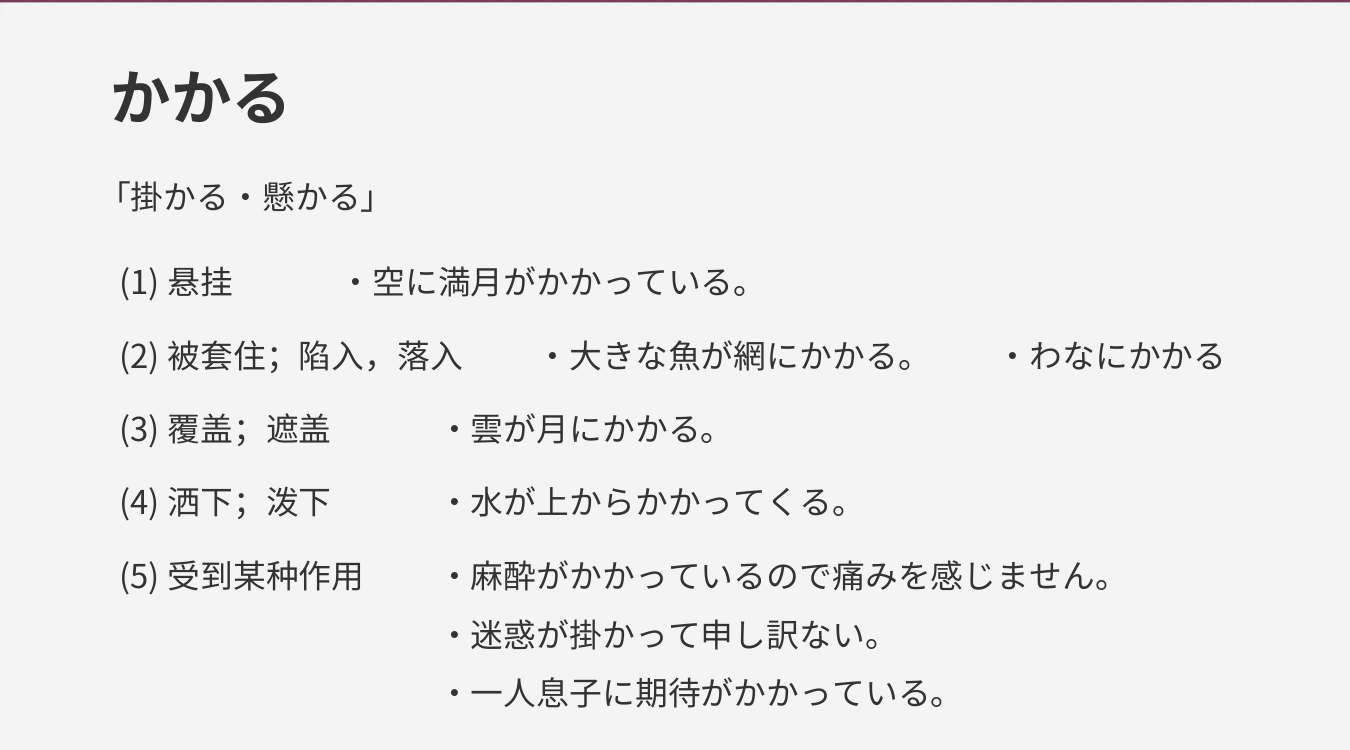 かかる
「掛かる・懸かる」
(1) 悬挂 ・空に満月がかかっている。
(2) 被套住；陷入，落入 ・大きな魚が網にかかる。 ・わなにかかる
(3) 覆盖；遮盖 ・雲が月にかかる。
(4) 洒下；泼下 ・水が上からかかってくる。
(5) 受到某种作用 ・麻酔がかかっているので痛みを感じません。
・迷惑が掛かって申し訳ない。
・一人息子に期待がかかっている。